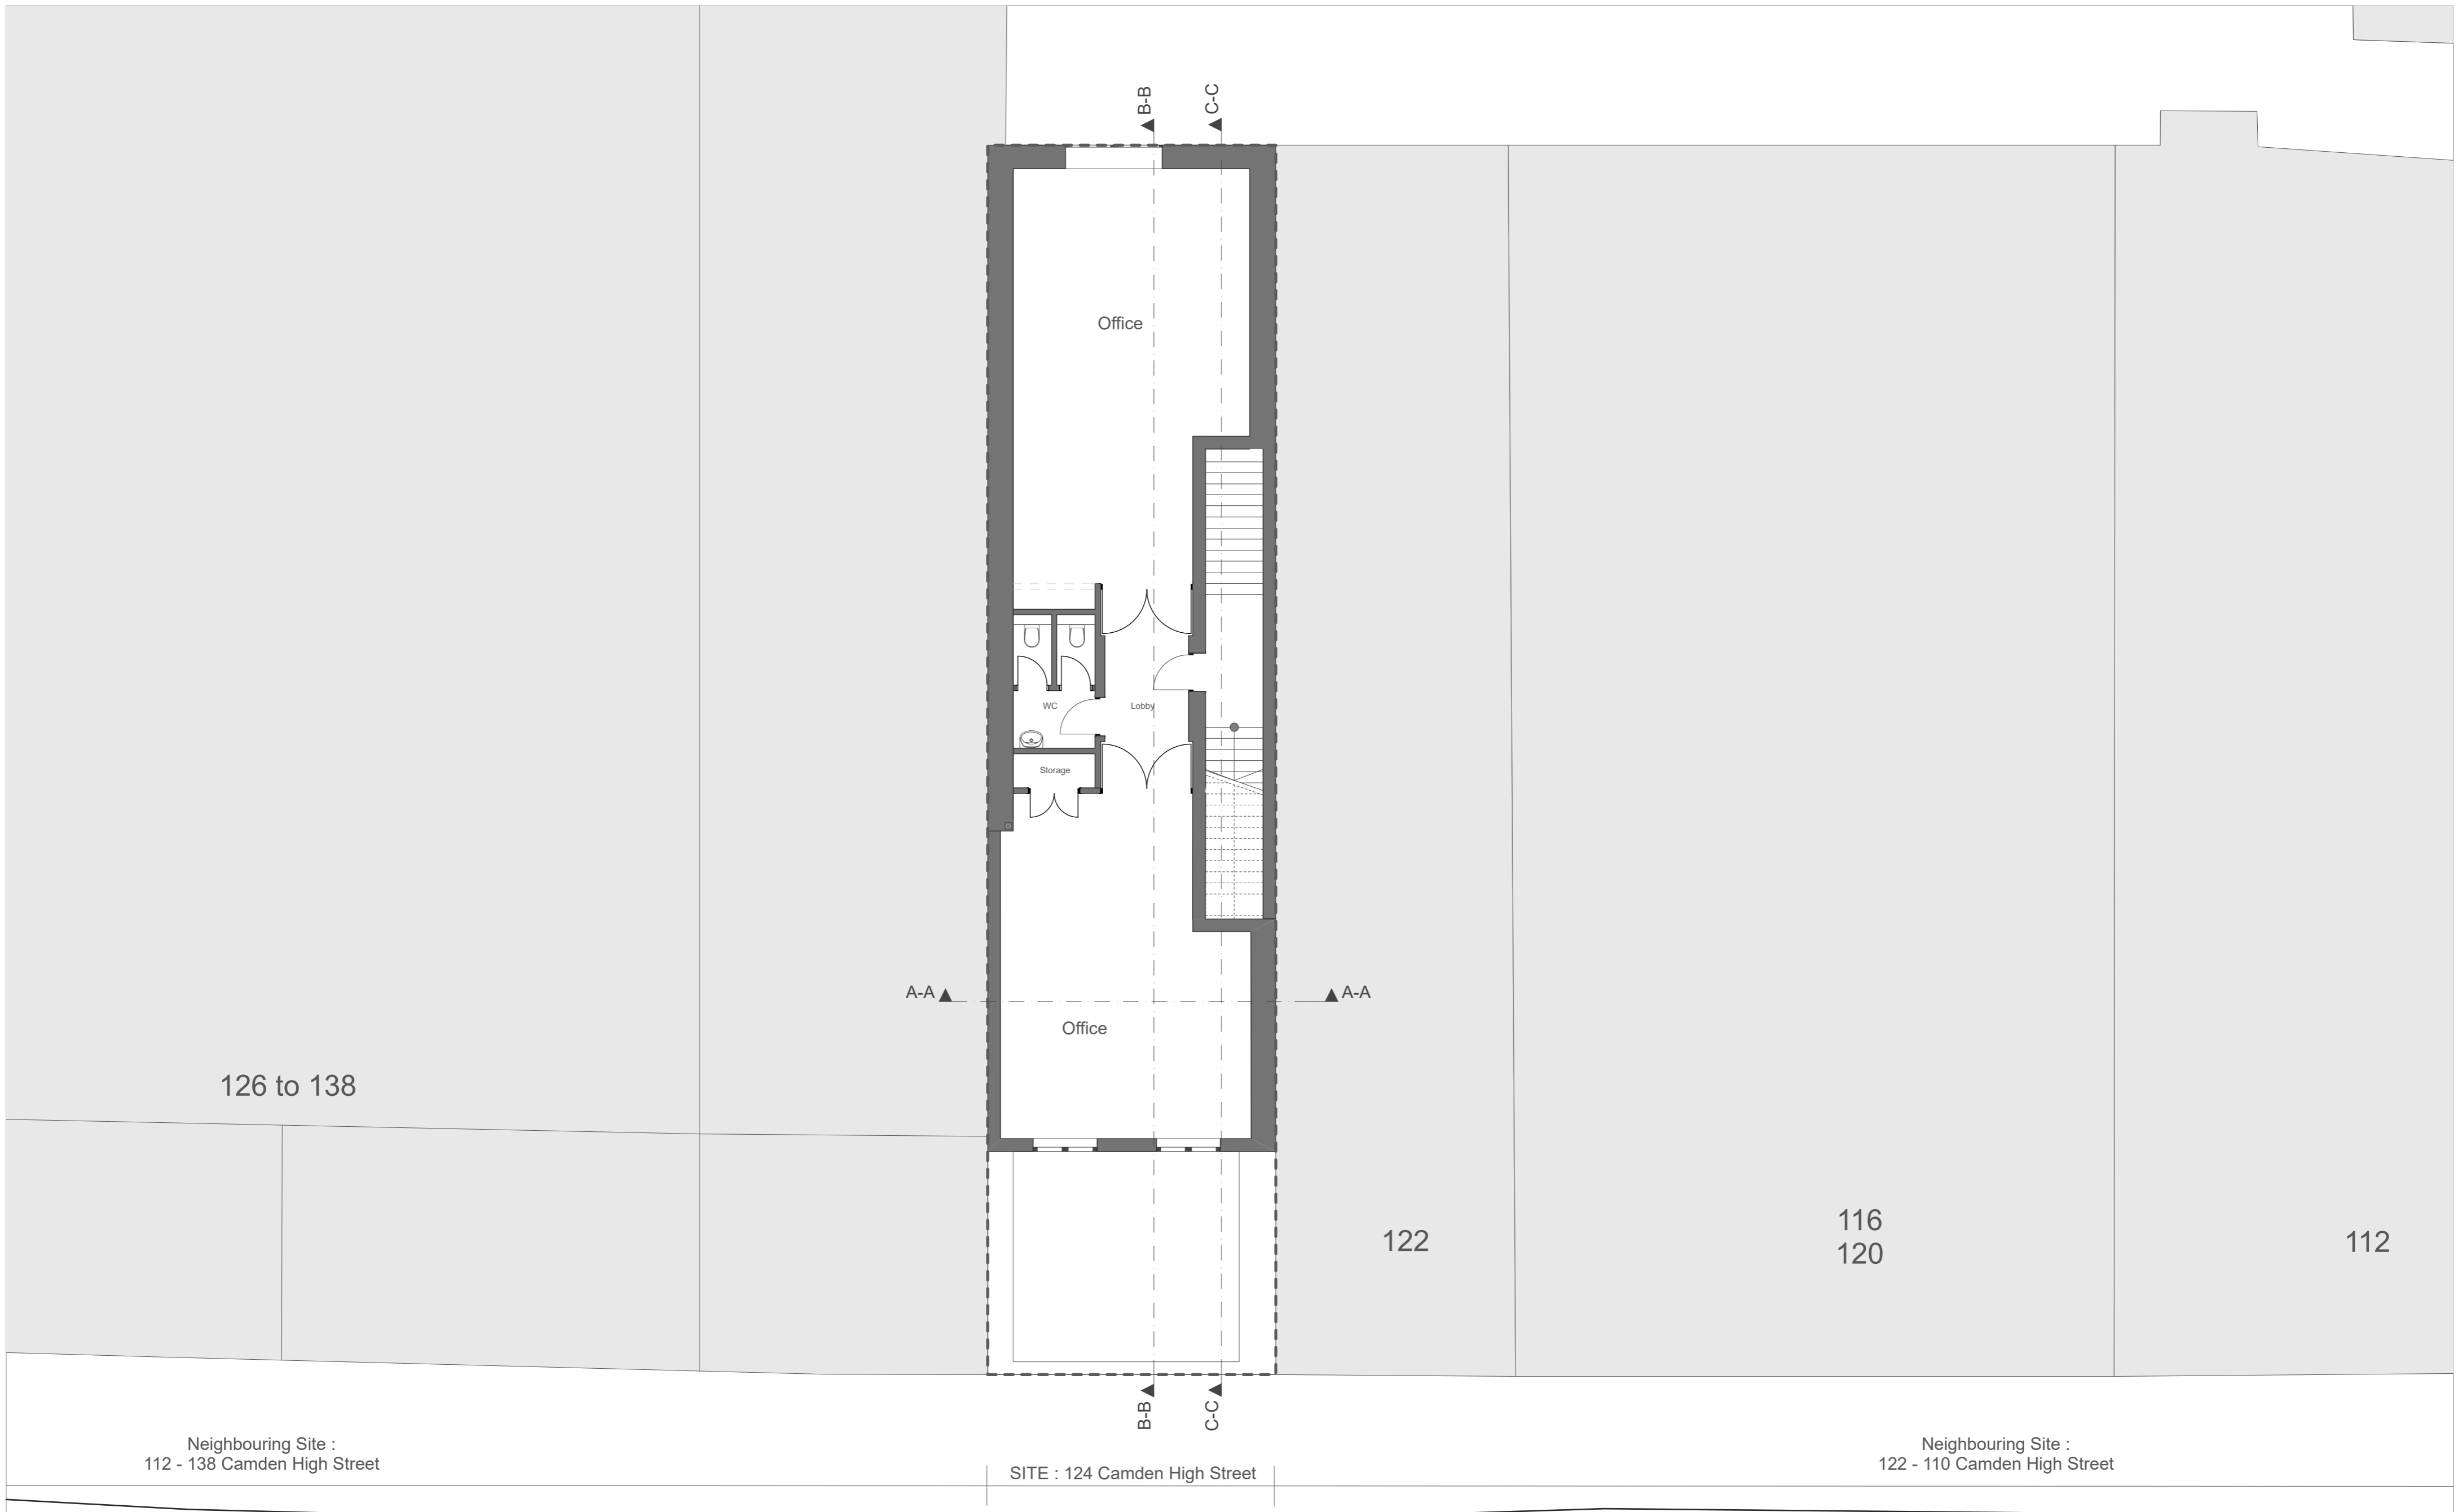 B-B
C-C
Office
WC
Lobby
Storage
A-A
A-A
Office
126 to 138
122
116
120
112
B-B
C-C
Neighbouring Site :
112 - 138 Camden High Street
SITE : 124 Camden High Street
Neighbouring Site :
122 - 110 Camden High Street